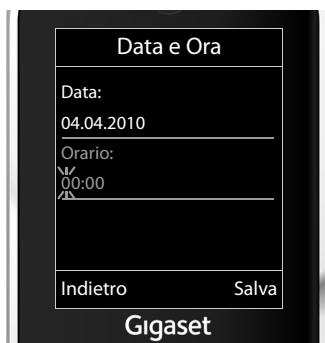 Data e Ora
Data:
04.04.2010
Orario:
00:00
Indietro
Salva
Gigaset